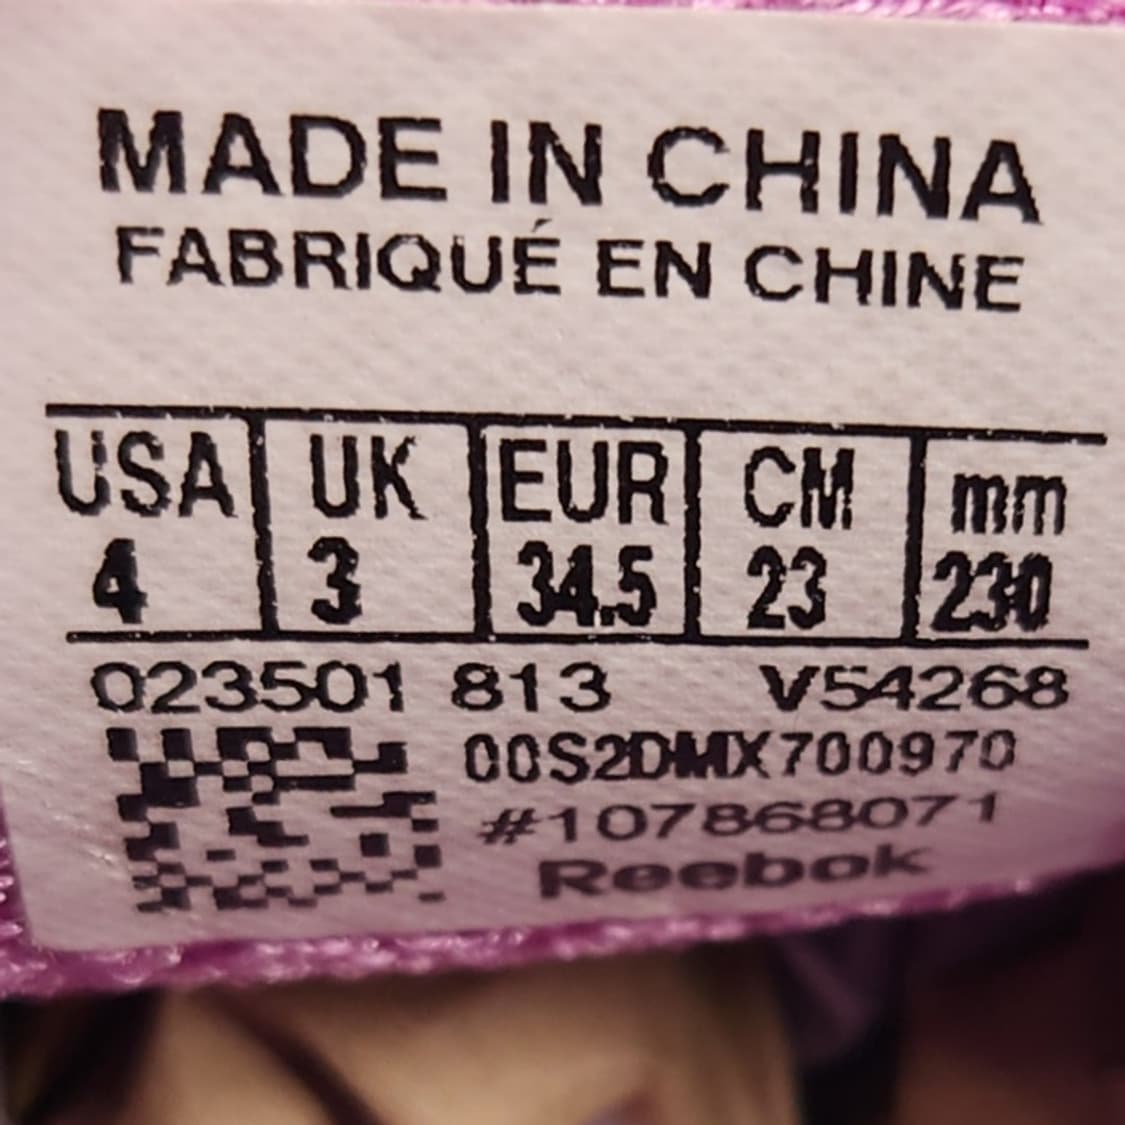 MADE IN CHINA
FABRIQUÉ EN CHINE
USA UK EUR CM mm
4 3 34.5 23 230
023501 813 V54268
00S2DMX700970
#107868071
Reebok